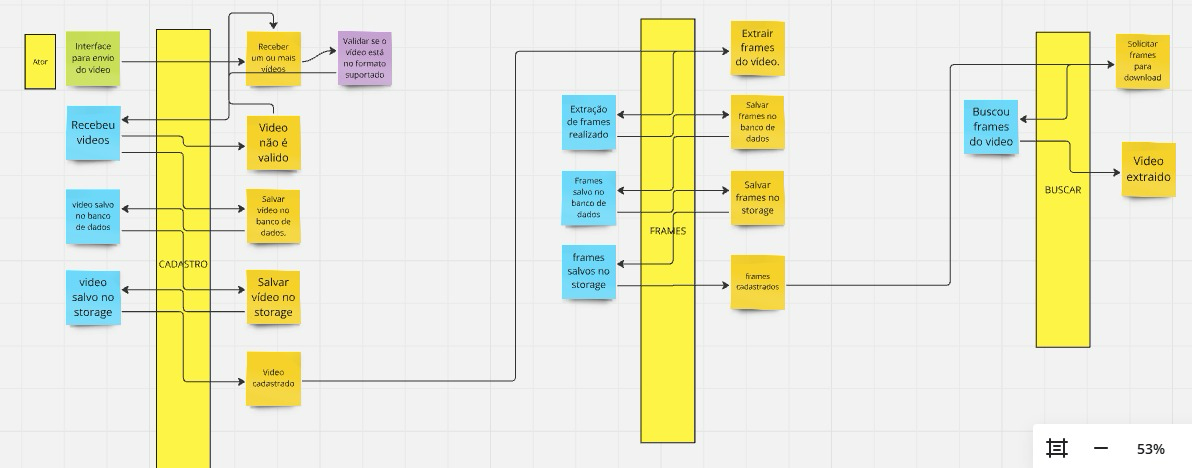 Ator
Interface
para envio
do video
Receber
um ou mais
vídeos
Validar se o
vídeo está
no formato
suportado
Recebeu
videos
Video
não é
valido
video salvo
no banco
de dados
Salvar
vídeo no
banco de
dados.
CADASTRO
video
salvo no
storage
Salvar
vídeo no
storage
Video
cadastrado
Extrair
frames
do vídeo.
Extração
de frames
realizado
Salvar
frames no
banco de
dados
Frames
salvo no
banco de
dados
Salvar
frames no
storage
FRAMES
frames
salvos no
storage
frames
cadastrados
Solicitar
frames
para
download
Buscou
frames
do video
Video
extraido
BUSCAR
53%